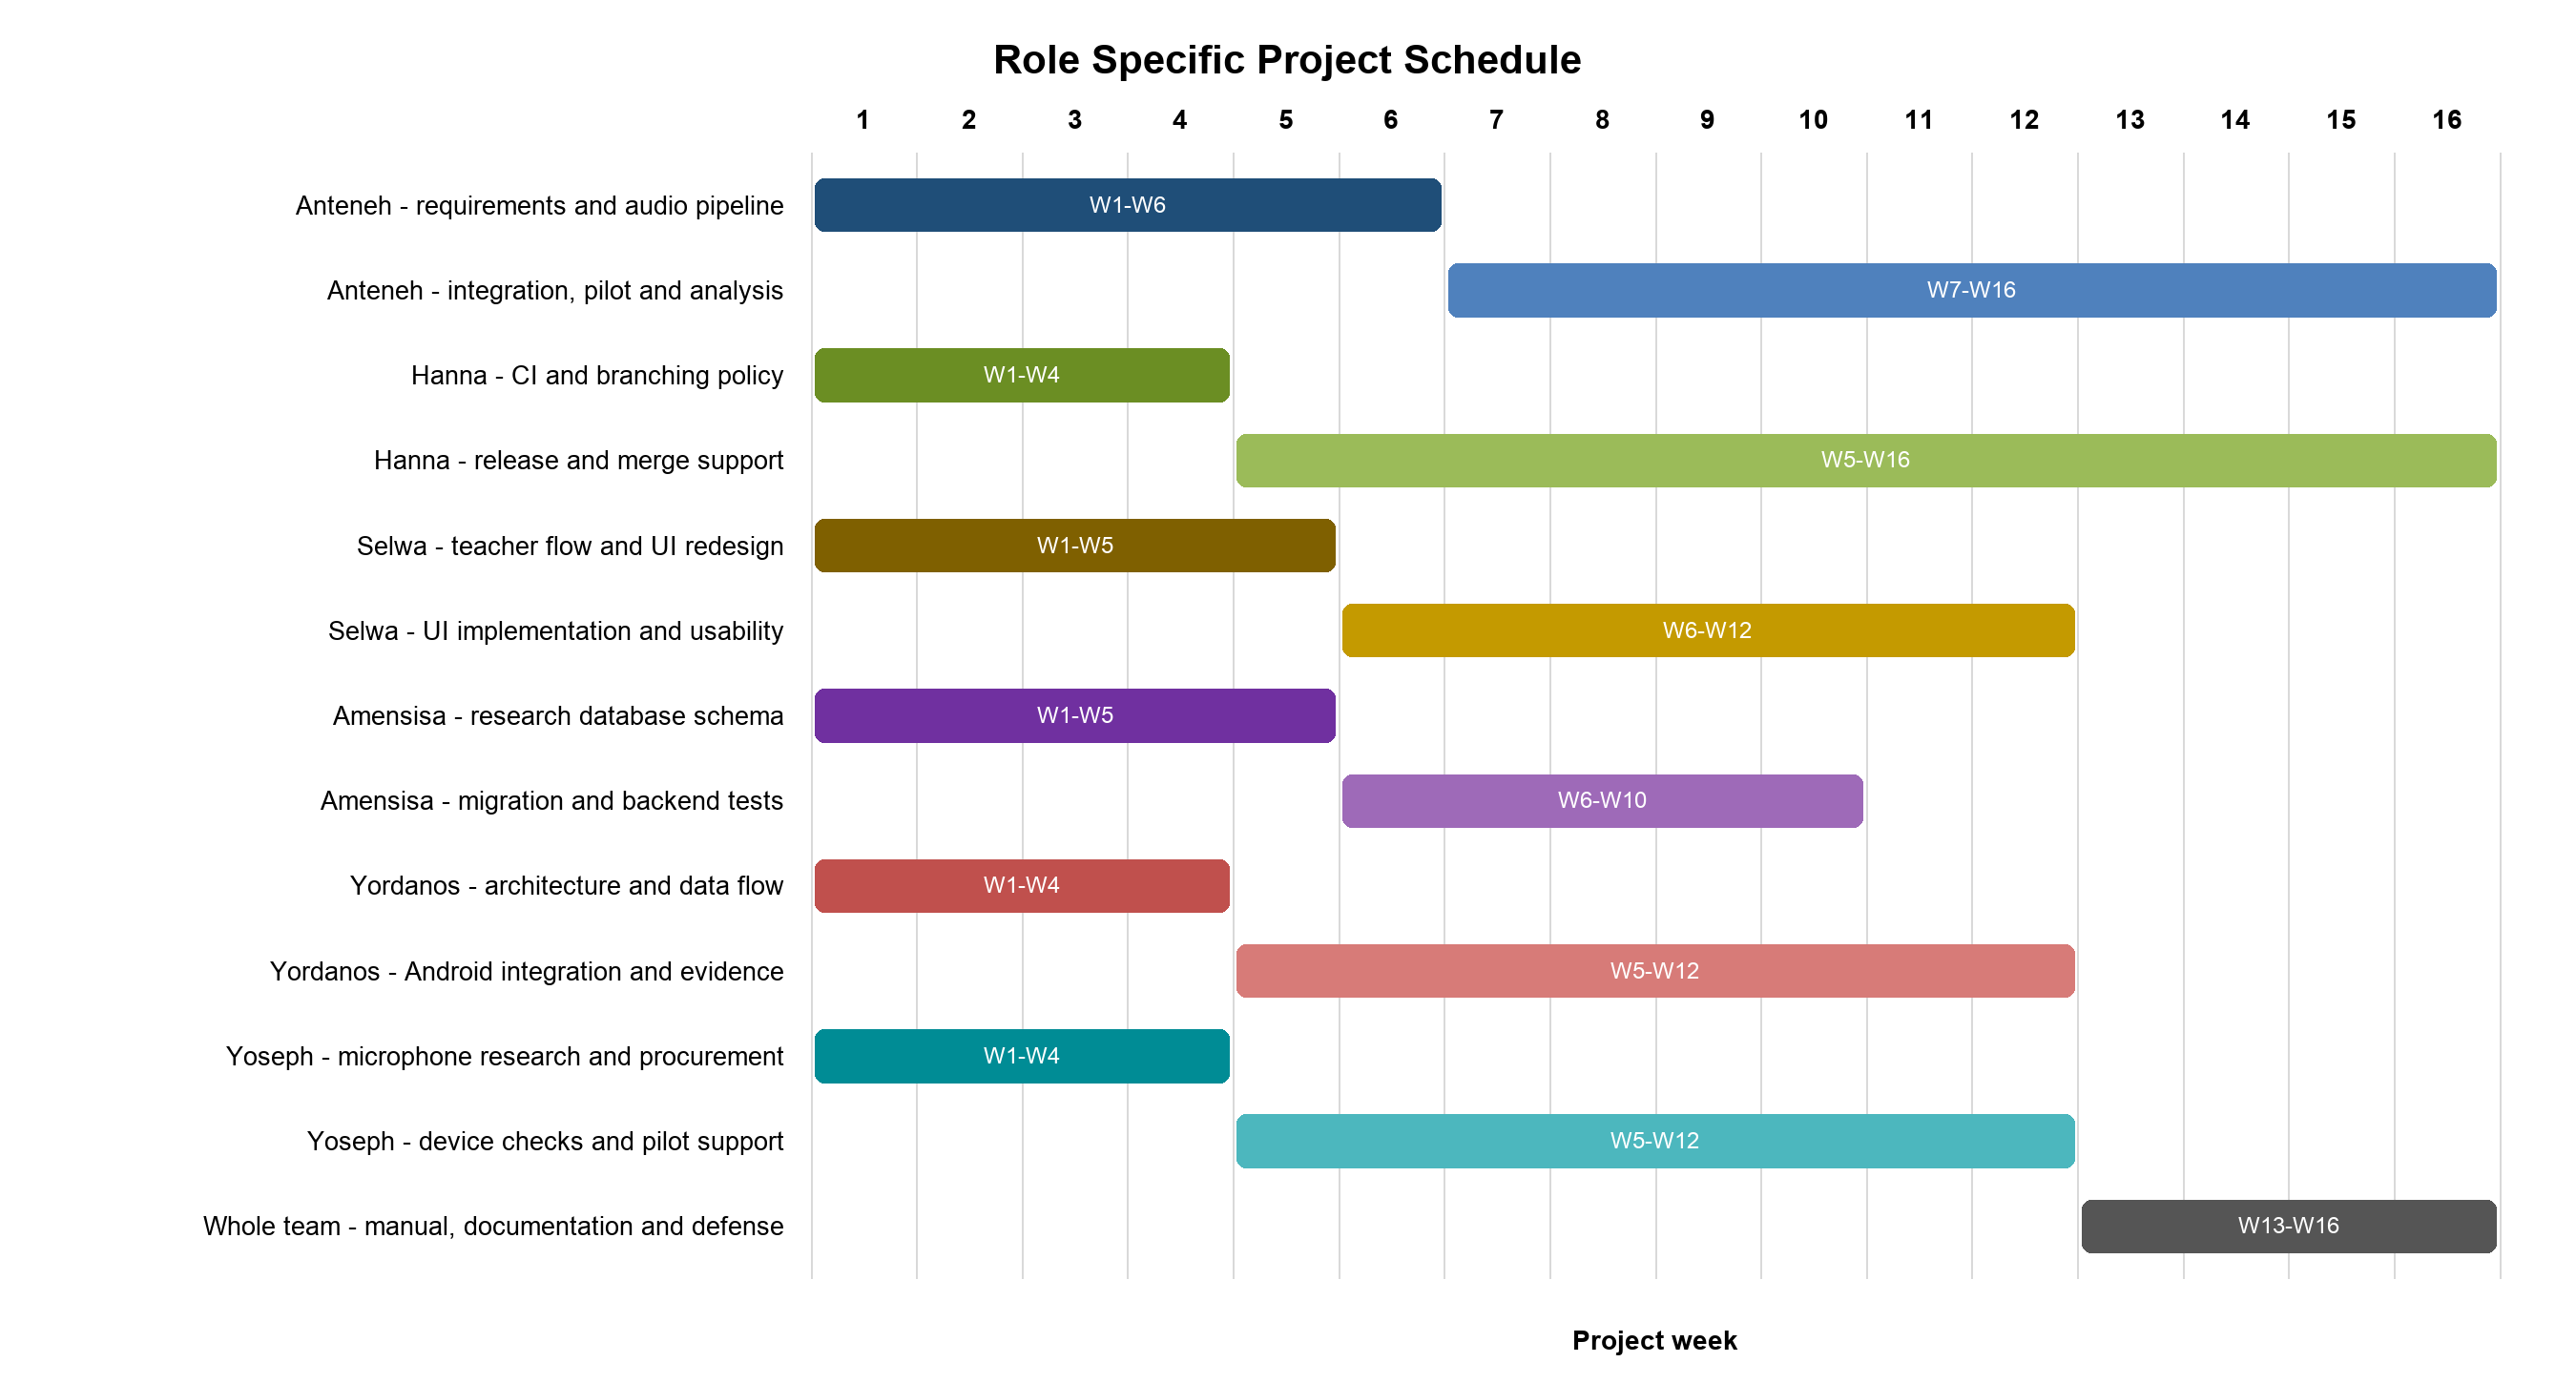 Role Specific Project Schedule
1 2 3 4 5 6 7 8 9 10 11 12 13 14 15 16
Anteneh - requirements and audio pipeline W1-W6
Anteneh - integration, pilot and analysis W7-W16
Hanna - CI and branching policy W1-W4
Hanna - release and merge support W5-W16
Selwa - teacher flow and UI redesign W1-W5
Selwa - UI implementation and usability W6-W12
Amensisa - research database schema W1-W5
Amensisa - migration and backend tests W6-W10
Yordanos - architecture and data flow W1-W4
Yordanos - Android integration and evidence W5-W12
Yoseph - microphone research and procurement W1-W4
Yoseph - device checks and pilot support W5-W12
Whole team - manual, documentation and defense W13-W16
Project week